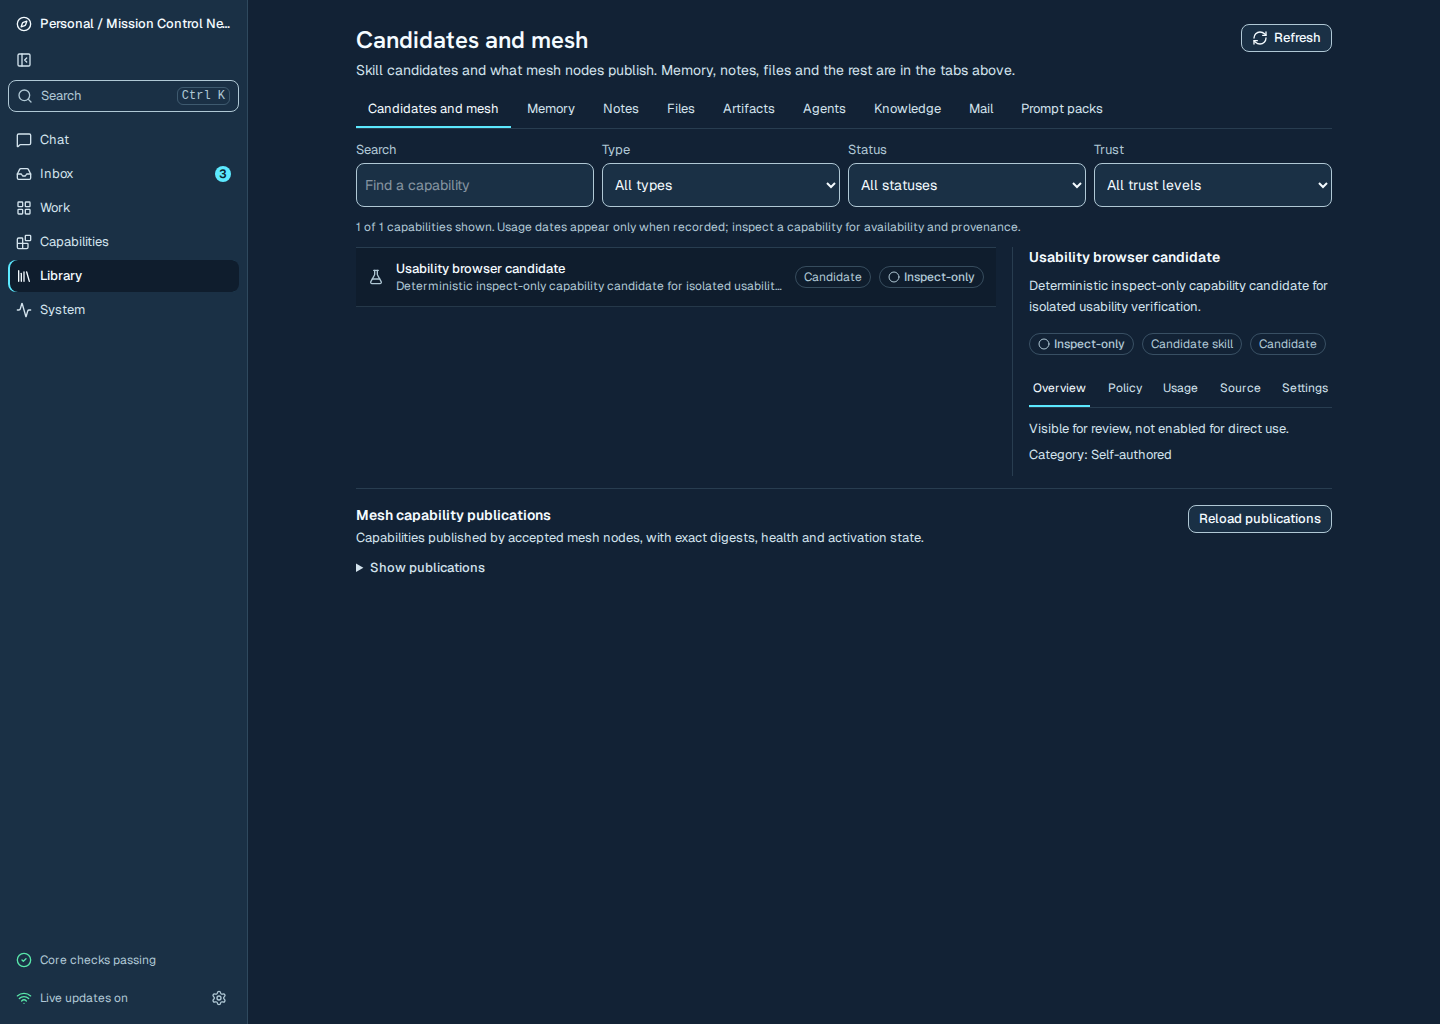 Personal / Mission Control Ne...
Search
Ctrl K
Chat
Inbox
3
Work
Capabilities
Library
System
Core checks passing
Live updates on
Candidates and mesh
Refresh
Skill candidates and what mesh nodes publish. Memory, notes, files and the rest are in the tabs above.
Candidates and mesh
Memory
Notes
Files
Artifacts
Agents
Knowledge
Mail
Prompt packs
Search
Type
Status
Trust
Find a capability
All types
All statuses
All trust levels
1 of 1 capabilities shown. Usage dates appear only when recorded; inspect a capability for availability and provenance.
Usability browser candidate
Deterministic inspect-only capability candidate for isolated usabilit...
Candidate
Inspect-only
Usability browser candidate
Deterministic inspect-only capability candidate for
isolated usability verification.
Inspect-only
Candidate skill
Candidate
Overview
Policy
Usage
Source
Settings
Visible for review, not enabled for direct use.
Category: Self-authored
Mesh capability publications
Reload publications
Capabilities published by accepted mesh nodes, with exact digests, health and activation state.
Show publications